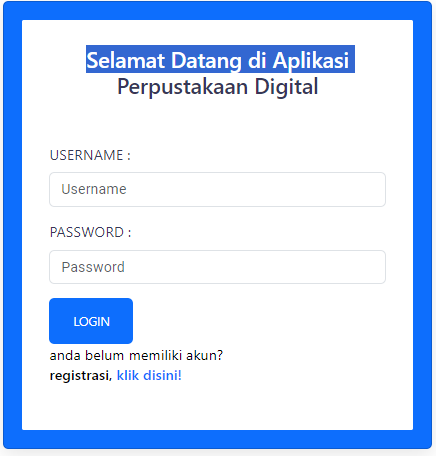 Selamat Datang di Aplikasi
Perpustakaan Digital
USERNAME :
Username
PASSWORD :
Password
LOGIN
anda belum memiliki akun?
registrasi, klik disini!